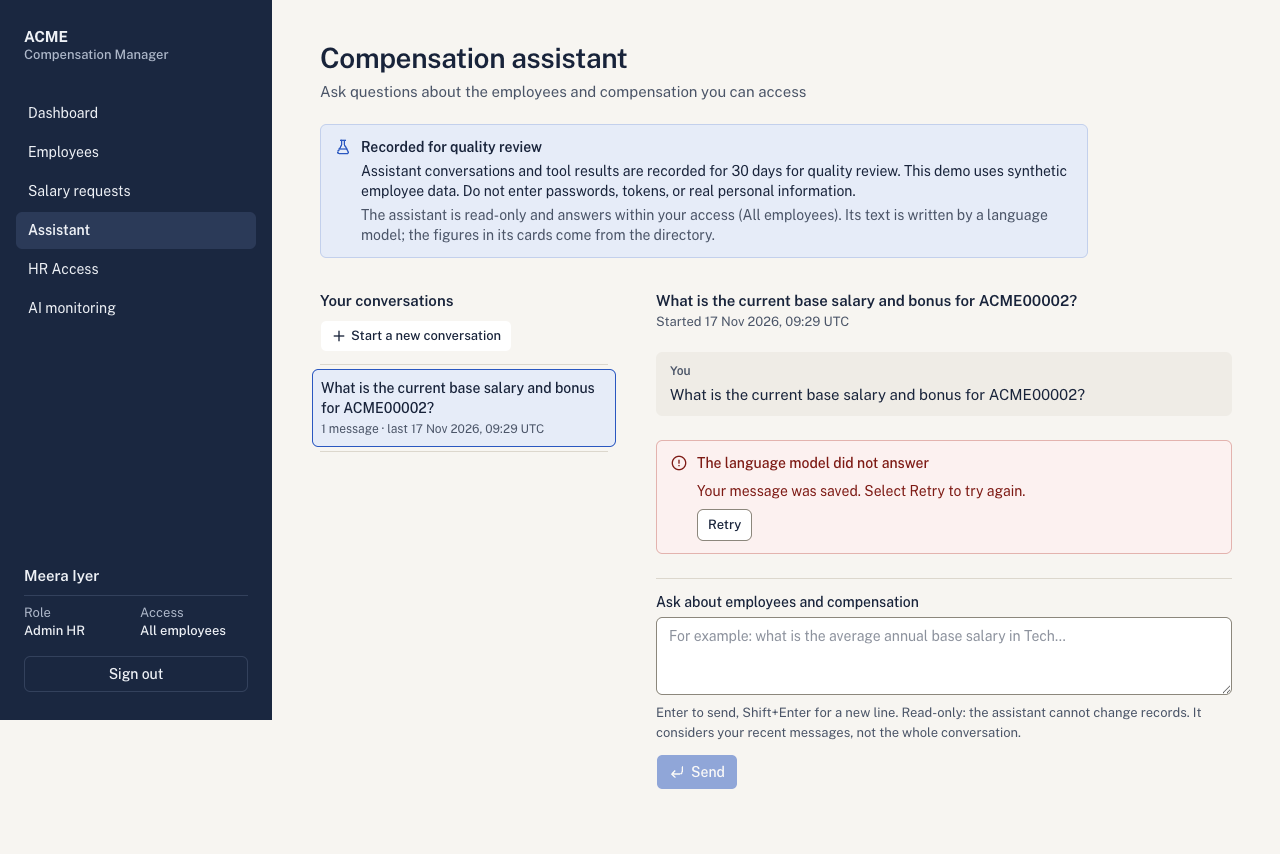 ACME
Compensation Manager
Dashboard
Employees
Salary requests
Assistant
HR Access
AI monitoring
Meera Iyer
Role
Access
Admin HR
All employees
Sign out
Compensation assistant
Ask questions about the employees and compensation you can access
Recorded for quality review
Assistant conversations and tool results are recorded for 30 days for quality review. This demo uses synthetic
employee data. Do not enter passwords, tokens, or real personal information.
The assistant is read-only and answers within your access (All employees). Its text is written by a language
model; the figures in its cards come from the directory.
Your conversations
Start a new conversation
What is the current base salary and bonus
for ACME00002?
1 message · last 17 Nov 2026, 09:29 UTC
What is the current base salary and bonus for ACME00002?
Started 17 Nov 2026, 09:29 UTC
You
What is the current base salary and bonus for ACME00002?
The language model did not answer
Your message was saved. Select Retry to try again.
Retry
Ask about employees and compensation
For example: what is the average annual base salary in Tech...
Enter to send, Shift+Enter for a new line. Read-only: the assistant cannot change records. It
considers your recent messages, not the whole conversation.
Send